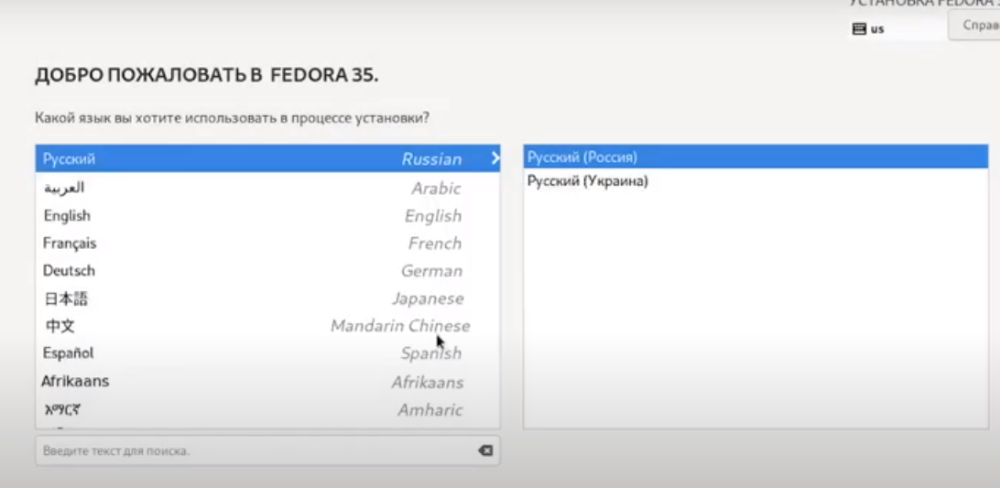 УСТАНОВКА FEDORA
us
Справ
ДОБРО ПОЖАЛОВАТЬ В FEDORA 35.
Какой язык вы хотите использовать в процессе установки?
Русский Russian
العربية Arabic
English English
Français French
Deutsch German
日本語 Japanese
中文 Mandarin Chinese
Español Spanish
Afrikaans Afrikaans
አማርኛ Amharic
Русский (Россия)
Русский (Украина)
Введите текст для поиска.